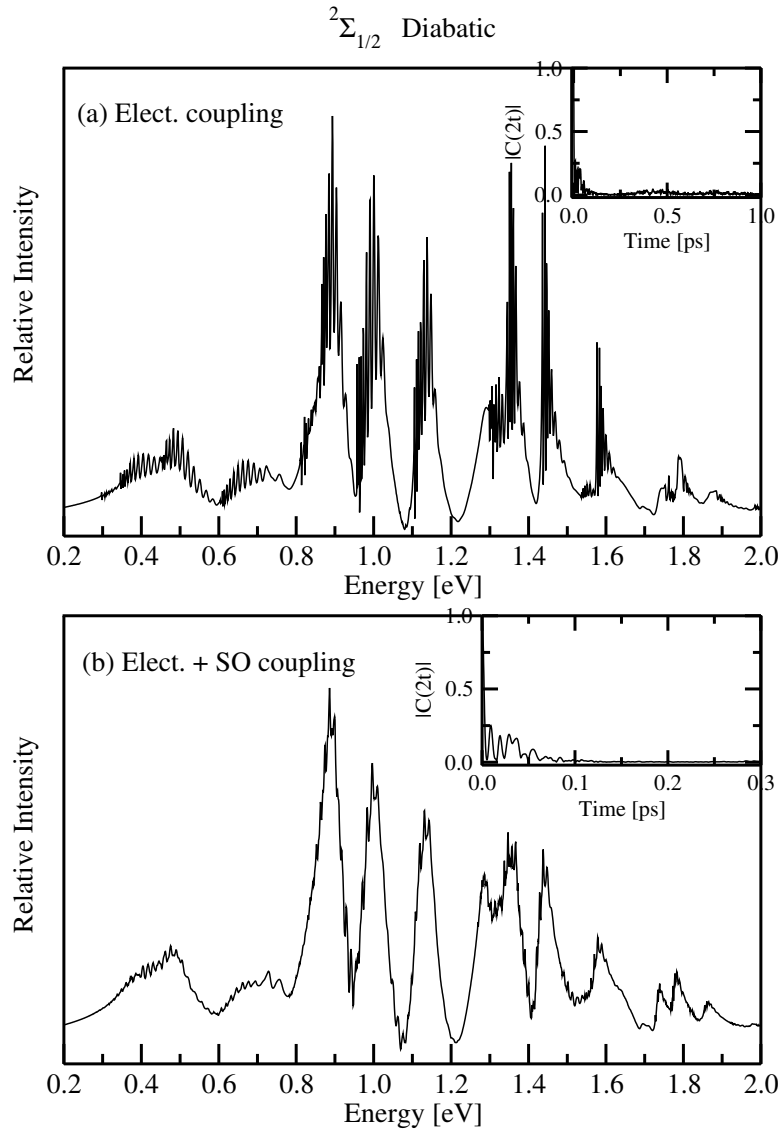 ²Σ₁/₂ Diabatic
(a) Elect. coupling
Relative Intensity
|C(2t)|
1.0
0.5
0.0
0.0 0.5 1.0
Time [ps]
0.2 0.4 0.6 0.8 1.0 1.2 1.4 1.6 1.8 2.0
Energy [eV]
(b) Elect. + SO coupling
Relative Intensity
|C(2t)|
1.0
0.5
0.0
0.0 0.1 0.2 0.3
Time [ps]
0.2 0.4 0.6 0.8 1.0 1.2 1.4 1.6 1.8 2.0
Energy [eV]